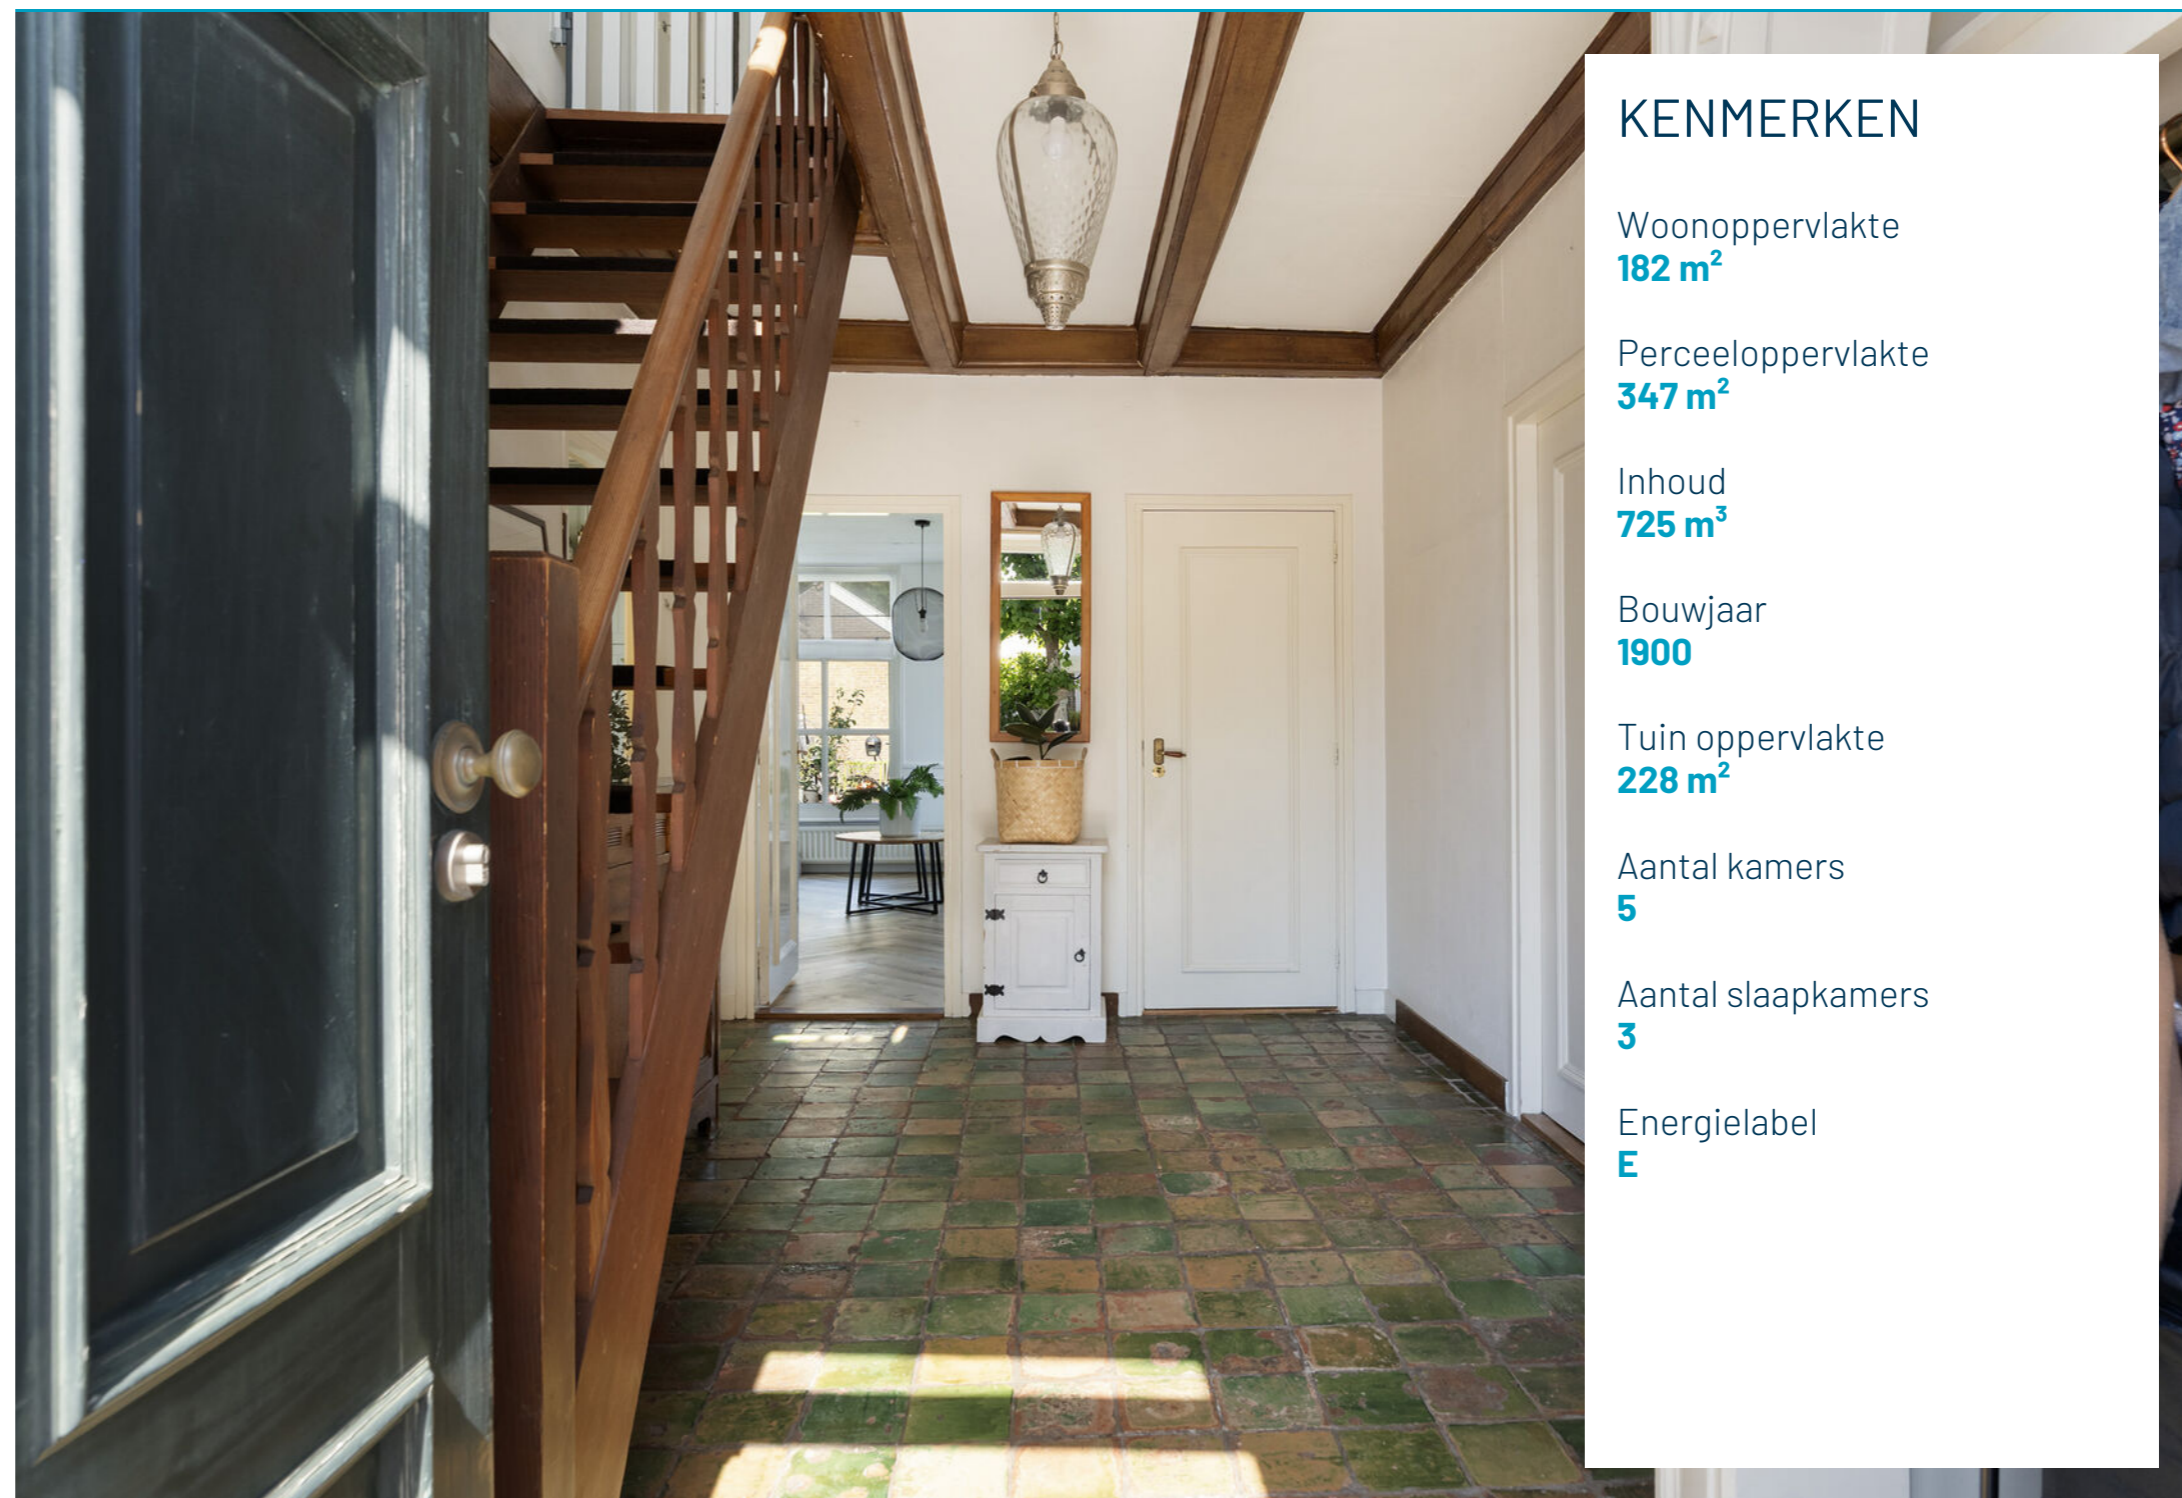 KENMERKEN
Woonoppervlakte
182 m²
Perceeloppervlakte
347 m²
Inhoud
725 m³
Bouwjaar
1900
Tuin oppervlakte
228 m²
Aantal kamers
5
Aantal slaapkamers
3
Energielabel
E